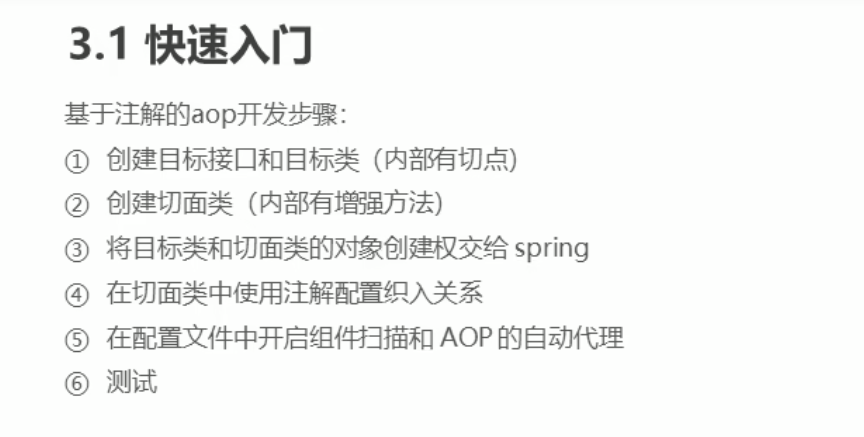 3.1 快速入门
基于注解的aop开发步骤：
① 创建目标接口和目标类（内部有切点）
② 创建切面类（内部有增强方法）
③ 将目标类和切面类的对象创建权交给 spring
④ 在切面类中使用注解配置织入关系
⑤ 在配置文件中开启组件扫描和 AOP 的自动代理
⑥ 测试